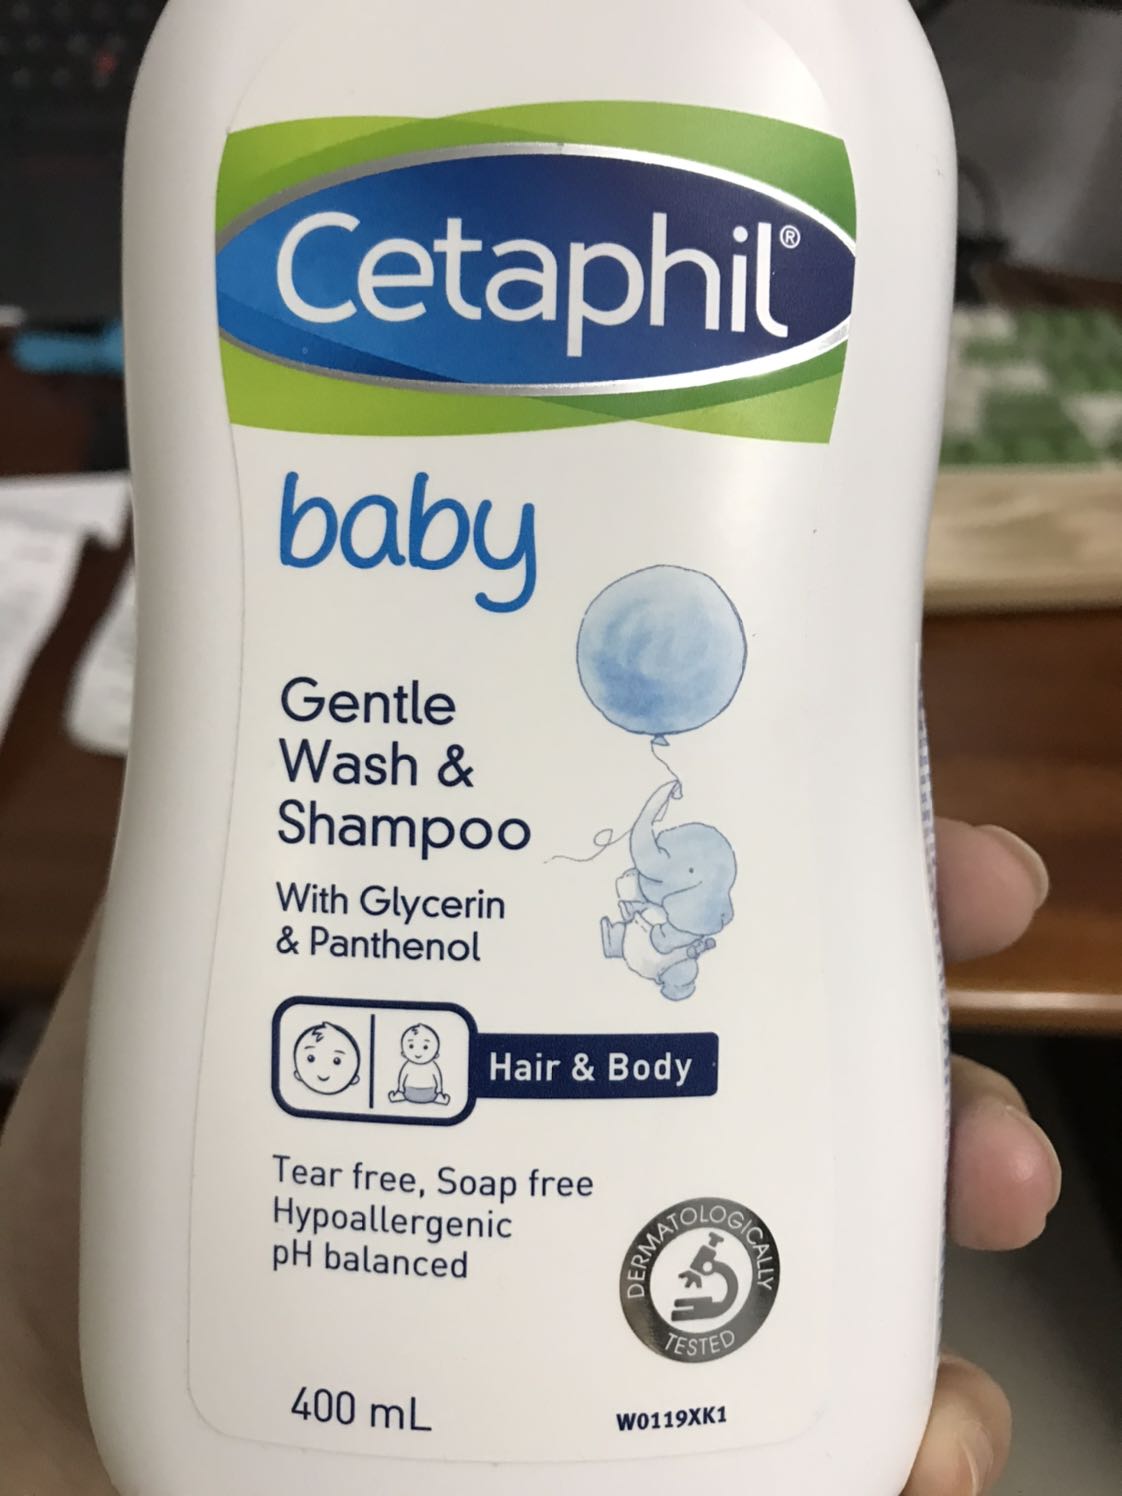 Cetaphil®
baby
Gentle
Wash &
Shampoo
With Glycerin
& Panthenol
Hair & Body
Tear free, Soap free
Hypoallergenic
pH balanced
DERMATOLOGICALLY
TESTED
400 mL
W0119XK1